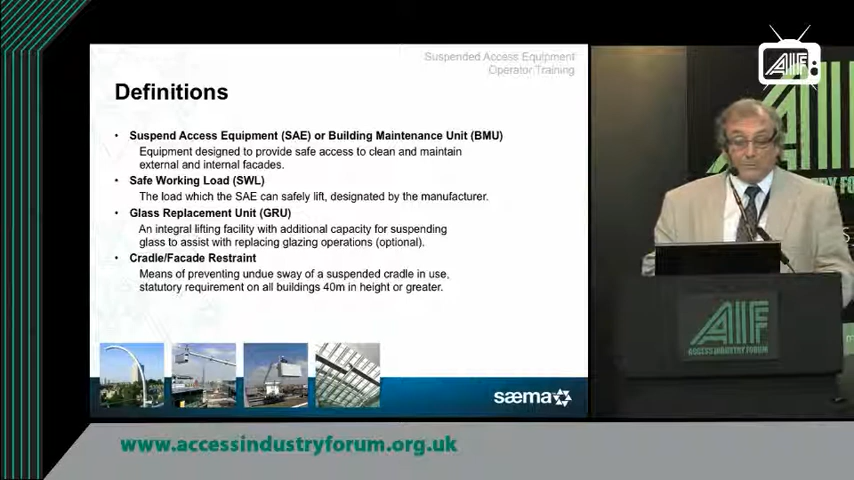 Suspended Access Equipment
Operator Training
Definitions
• Suspend Access Equipment (SAE) or Building Maintenance Unit (BMU)
Equipment designed to provide safe access to clean and maintain
external and internal facades.
• Safe Working Load (SWL)
The load which the SAE can safely lift, designated by the manufacturer.
• Glass Replacement Unit (GRU)
An integral lifting facility with additional capacity for suspending
glass to assist with replacing glazing operations (optional).
• Cradle/Facade Restraint
Means of preventing undue sway of a suspended cradle in use,
statutory requirement on all buildings 40m in height or greater.
sæma
AIF
AIF
AIF
ACCESS INDUSTRY FORUM
www.accessindustryforum.org.uk